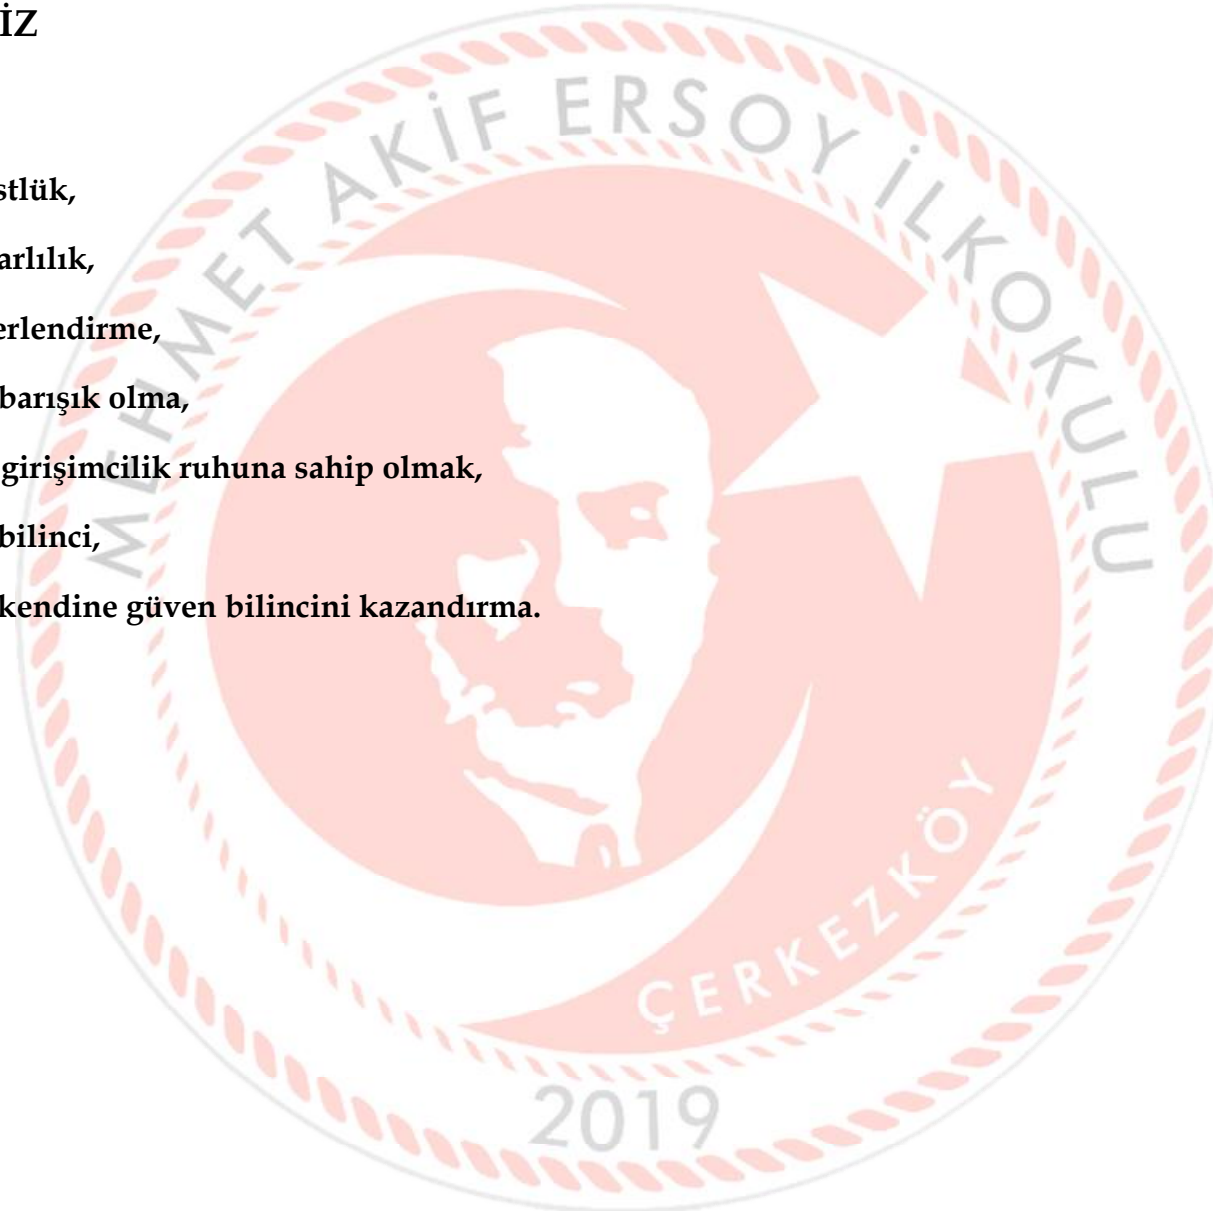 İZ
stlük,
arlılık,
erlendirme,
barışık olma,
girişimcilik ruhuna sahip olmak,
bilinci,
kendine güven bilincini kazandırma.
MEHMET AKİF ERSOY İLKOKULU
ÇERKEZKÖY
2019